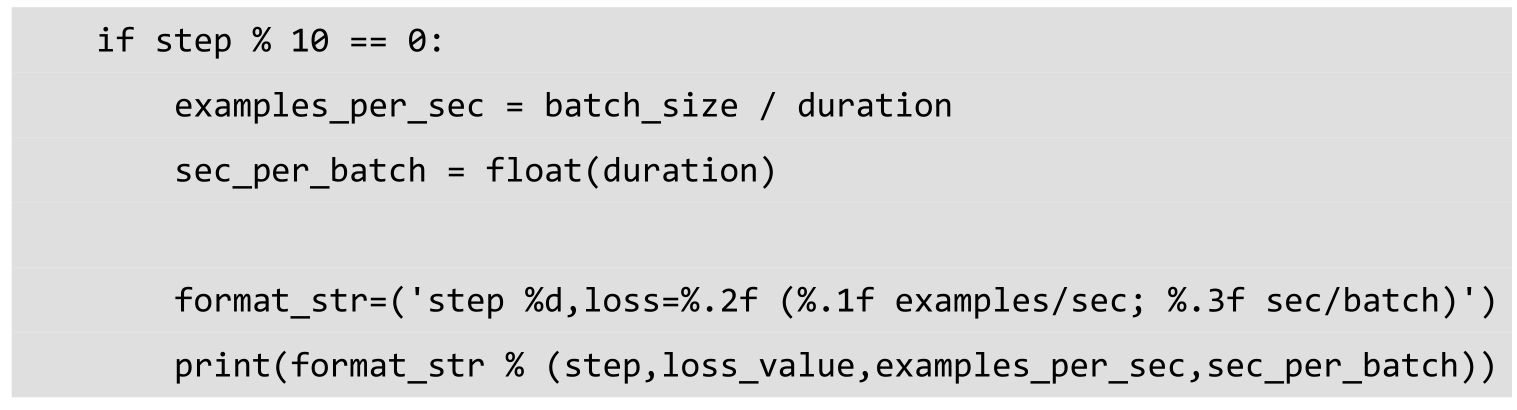 if step % 10 == 0:
examples_per_sec = batch_size / duration
sec_per_batch = float(duration)
format_str=('step %d,loss=%.2f (%.1f examples/sec; %.3f sec/batch)')
print(format_str % (step,loss_value,examples_per_sec,sec_per_batch))